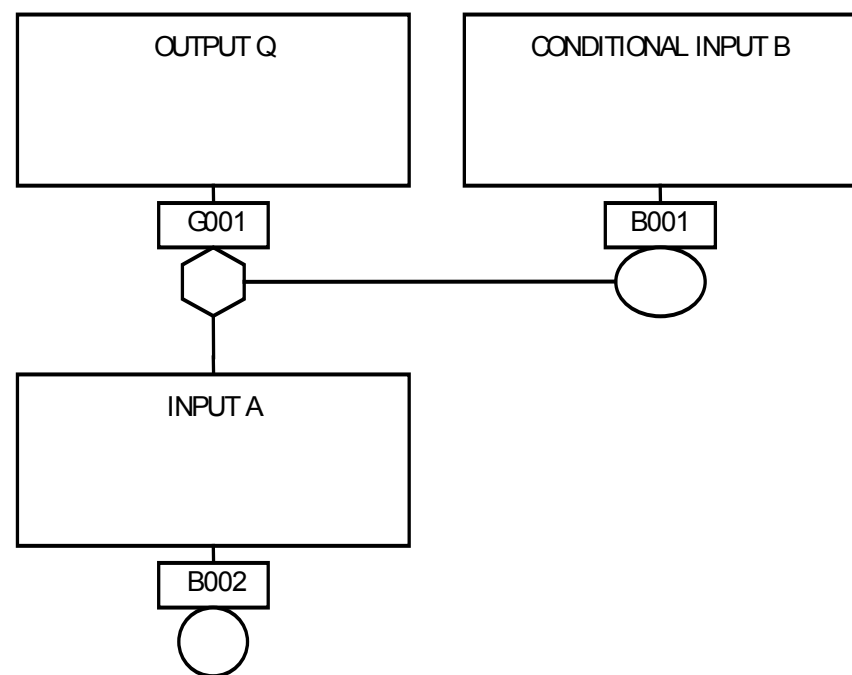 OUTPUT Q
CONDITIONAL INPUT B
G001
B001
INPUT A
B002